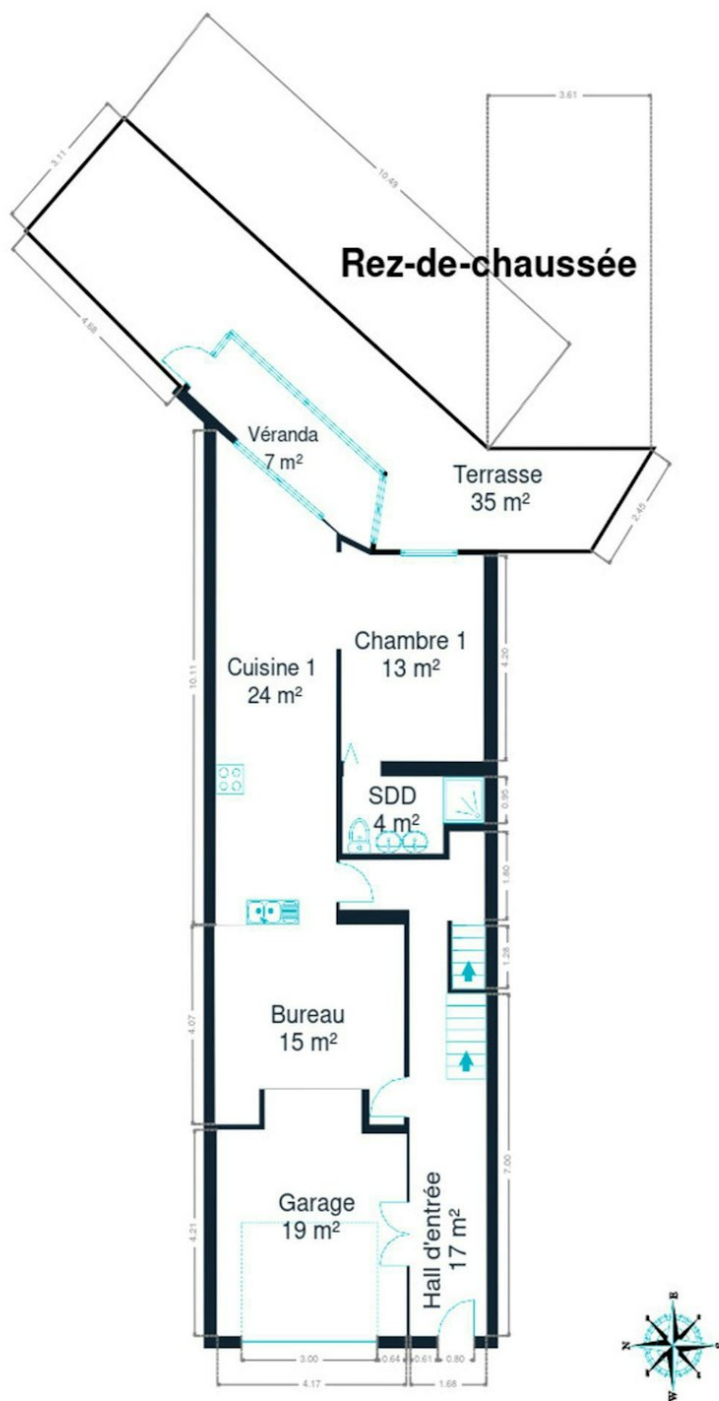 3.61
3.11
10.49
Rez-de-chaussée
4.68
Véranda
7 m²
Terrasse
35 m²
2.45
Chambre 1
13 m²
Cuisine 1
24 m²
10.11
4.20
SDD
4 m²
0.95
1.80
1.28
Bureau
15 m²
4.07
7.00
Garage
19 m²
Hall d'entrée
17 m²
4.21
E
N
S
W
3.00
0.64
0.61
0.80
4.17
1.68